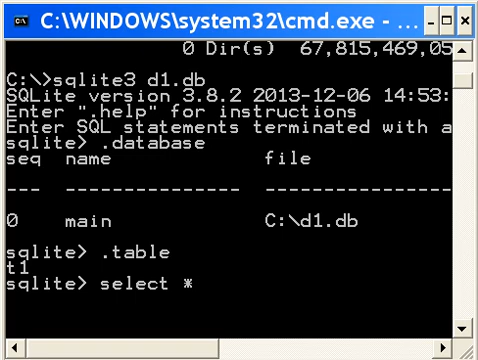 C:\WINDOWS\system32\cmd.exe - ...
0 Dir(s) 67,815,469,05
C:\>sqlite3 d1.db
SQLite version 3.8.2 2013-12-06 14:53:
Enter ".help" for instructions
Enter SQL statements terminated with a
sqlite> .database
seq name file
--- --------------- ------------------
0 main C:\d1.db
sqlite> .table
t1
sqlite> select *